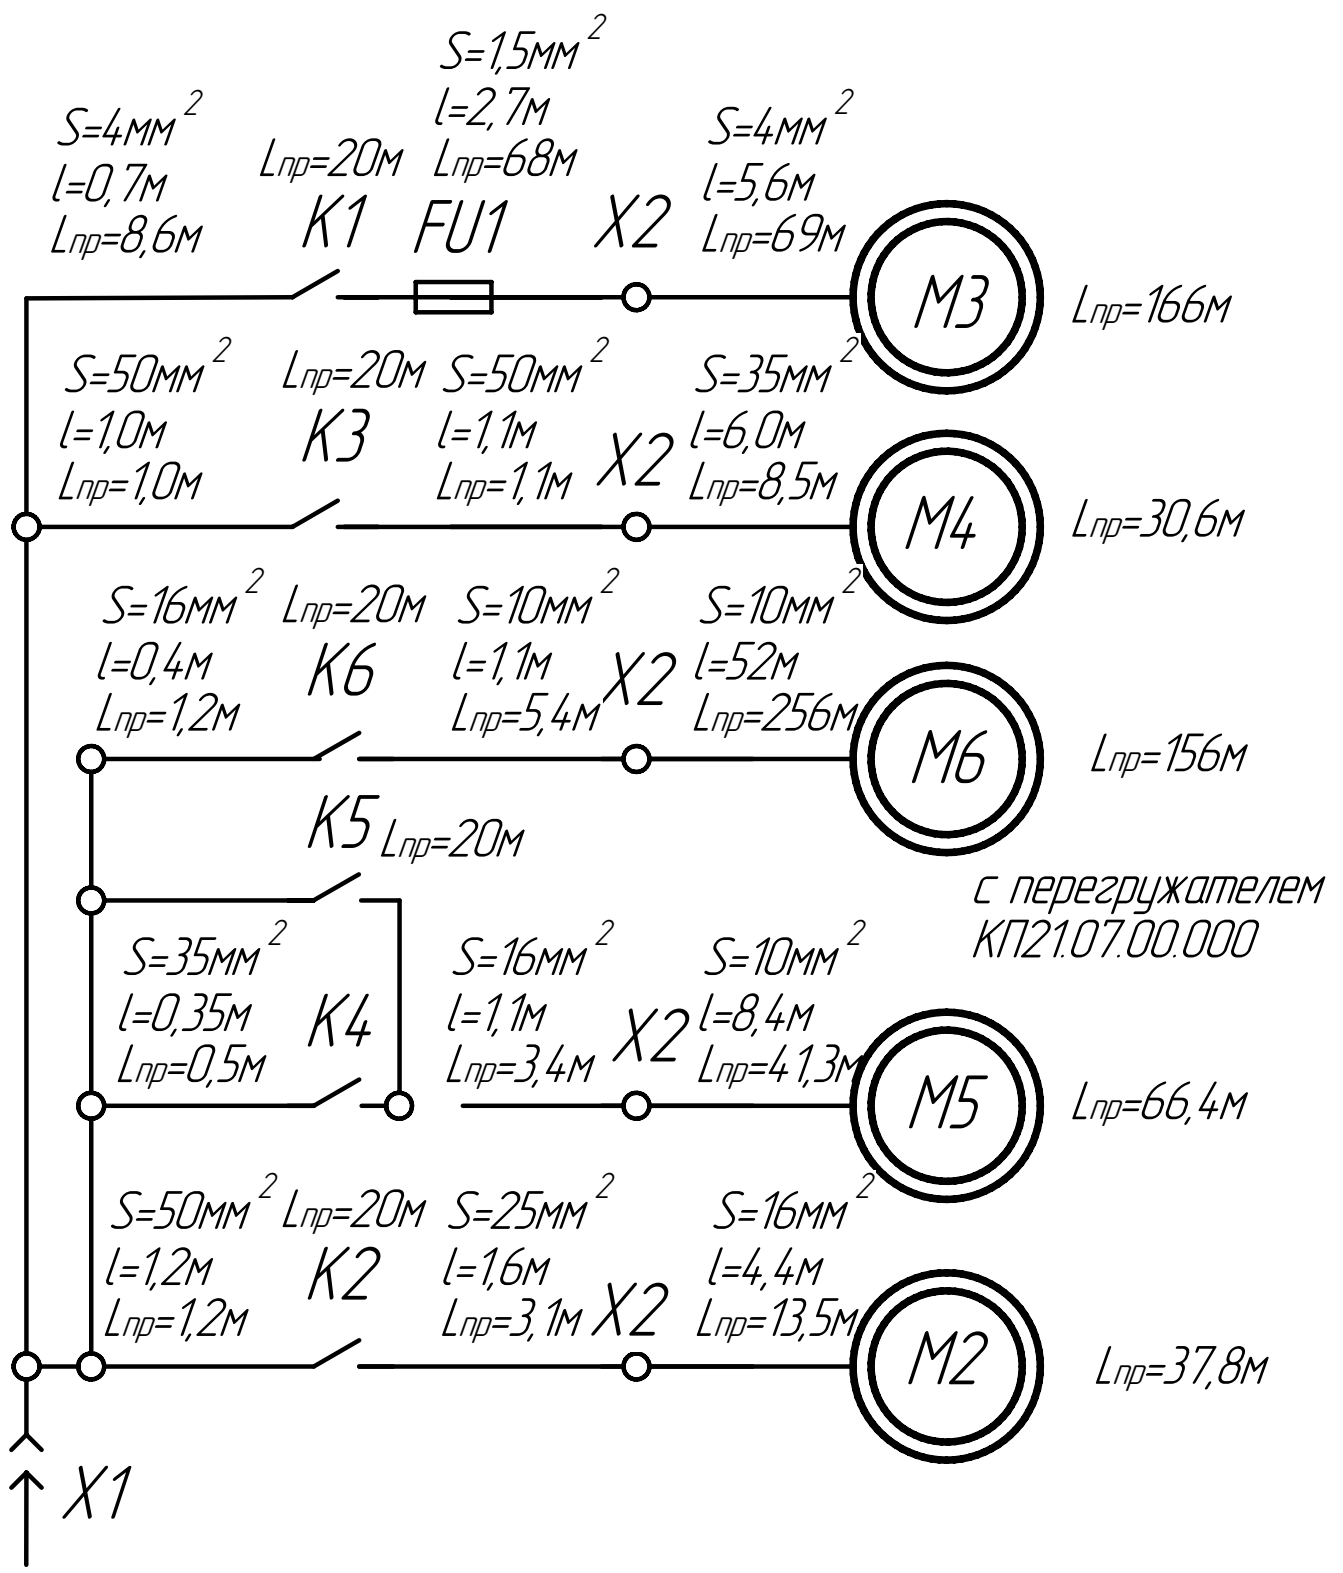 S=4мм²
l=0,7м
Lпр=8,6м
Lпр=20м
K1
S=1,5мм²
l=2,7м
Lпр=68м
FU1
X2
S=4мм²
l=5,6м
Lпр=69м
M3
Lпр=166м
S=50мм²
l=1,0м
Lпр=1,0м
Lпр=20м
K3
S=50мм²
l=1,1м
Lпр=1,1м
X2
S=35мм²
l=6,0м
Lпр=8,5м
M4
Lпр=30,6м
S=16мм²
l=0,4м
Lпр=1,2м
Lпр=20м
K6
S=10мм²
l=1,1м
Lпр=5,4м
X2
S=10мм²
l=52м
Lпр=256м
M6
Lпр=156м
с перегружателем
КП21.07.00.000
K5
Lпр=20м
S=35мм²
l=0,35м
Lпр=0,5м
K4
S=16мм²
l=1,1м
Lпр=3,4м
X2
S=10мм²
l=8,4м
Lпр=41,3м
M5
Lпр=66,4м
S=50мм²
l=1,2м
Lпр=1,2м
Lпр=20м
K2
S=25мм²
l=1,6м
Lпр=3,1м
X2
S=16мм²
l=4,4м
Lпр=13,5м
M2
Lпр=37,8м
X1